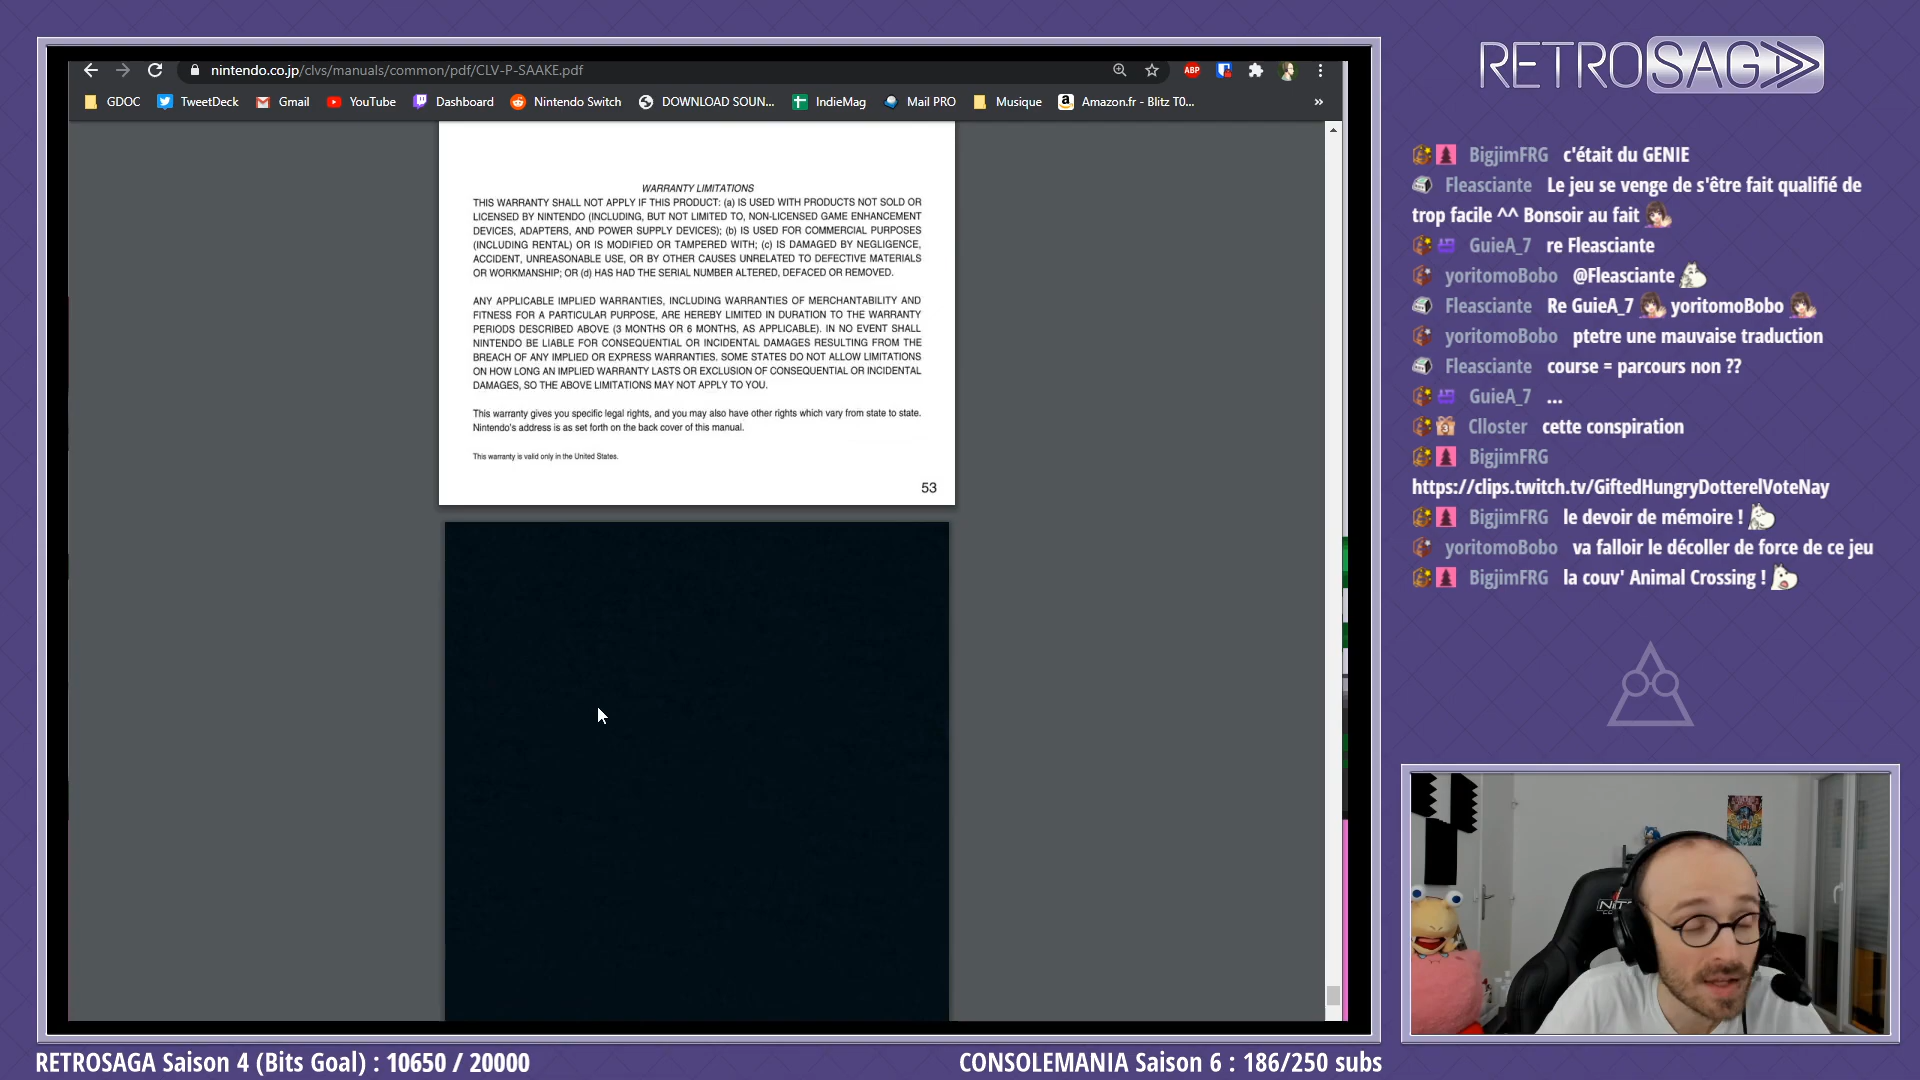 nintendo.co.jp/clvs/manuals/common/pdf/CLV-P-SAAKE.pdf
ABP
GDOC TweetDeck Gmail YouTube Dashboard Nintendo Switch DOWNLOAD SOUN... IndieMag Mail PRO Musique Amazon.fr - Blitz T0... »
WARRANTY LIMITATIONS
THIS WARRANTY SHALL NOT APPLY IF THIS PRODUCT: (a) IS USED WITH PRODUCTS NOT SOLD OR
LICENSED BY NINTENDO (INCLUDING, BUT NOT LIMITED TO, NON-LICENSED GAME ENHANCEMENT
DEVICES, ADAPTERS, AND POWER SUPPLY DEVICES); (b) IS USED FOR COMMERCIAL PURPOSES
(INCLUDING RENTAL) OR IS MODIFIED OR TAMPERED WITH; (c) IS DAMAGED BY NEGLIGENCE,
ACCIDENT, UNREASONABLE USE, OR BY OTHER CAUSES UNRELATED TO DEFECTIVE MATERIALS
OR WORKMANSHIP; OR (d) HAS HAD THE SERIAL NUMBER ALTERED, DEFACED OR REMOVED.
ANY APPLICABLE IMPLIED WARRANTIES, INCLUDING WARRANTIES OF MERCHANTABILITY AND
FITNESS FOR A PARTICULAR PURPOSE, ARE HEREBY LIMITED IN DURATION TO THE WARRANTY
PERIODS DESCRIBED ABOVE (3 MONTHS OR 6 MONTHS, AS APPLICABLE). IN NO EVENT SHALL
NINTENDO BE LIABLE FOR CONSEQUENTIAL OR INCIDENTAL DAMAGES RESULTING FROM THE
BREACH OF ANY IMPLIED OR EXPRESS WARRANTIES. SOME STATES DO NOT ALLOW LIMITATIONS
ON HOW LONG AN IMPLIED WARRANTY LASTS OR EXCLUSION OF CONSEQUENTIAL OR INCIDENTAL
DAMAGES, SO THE ABOVE LIMITATIONS MAY NOT APPLY TO YOU.
This warranty gives you specific legal rights, and you may also have other rights which vary from state to state.
Nintendo's address is as set forth on the back cover of this manual.
This warranty is valid only in the United States.
53
RETROSAGA
BigjimFRG c'était du GENIE
Fleasciante Le jeu se venge de s'être fait qualifié de
trop facile ^^ Bonsoir au fait
GuieA_7 re Fleasciante
yoritomoBobo @Fleasciante
Fleasciante Re GuieA_7 yoritomoBobo
yoritomoBobo ptetre une mauvaise traduction
Fleasciante course = parcours non ??
GuieA_7 ...
Clloster cette conspiration
BigjimFRG
https://clips.twitch.tv/GiftedHungryDotterelVoteNay
BigjimFRG le devoir de mémoire !
yoritomoBobo va falloir le décoller de force de ce jeu
BigjimFRG la couv' Animal Crossing !
RETROSAGA Saison 4 (Bits Goal) : 10650 / 20000
CONSOLEMANIA Saison 6 : 186/250 subs